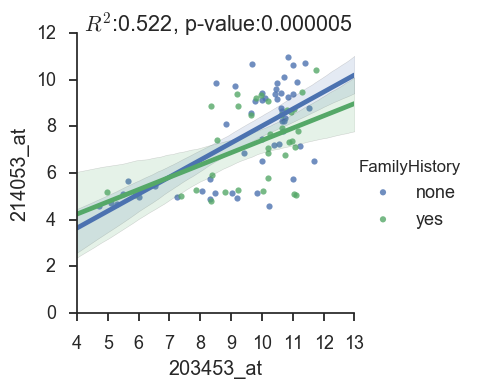 R²:0.522, p-value:0.000005
12
10
8
6
4
2
0
214053_at
4 5 6 7 8 9 10 11 12 13
203453_at
FamilyHistory
none
yes